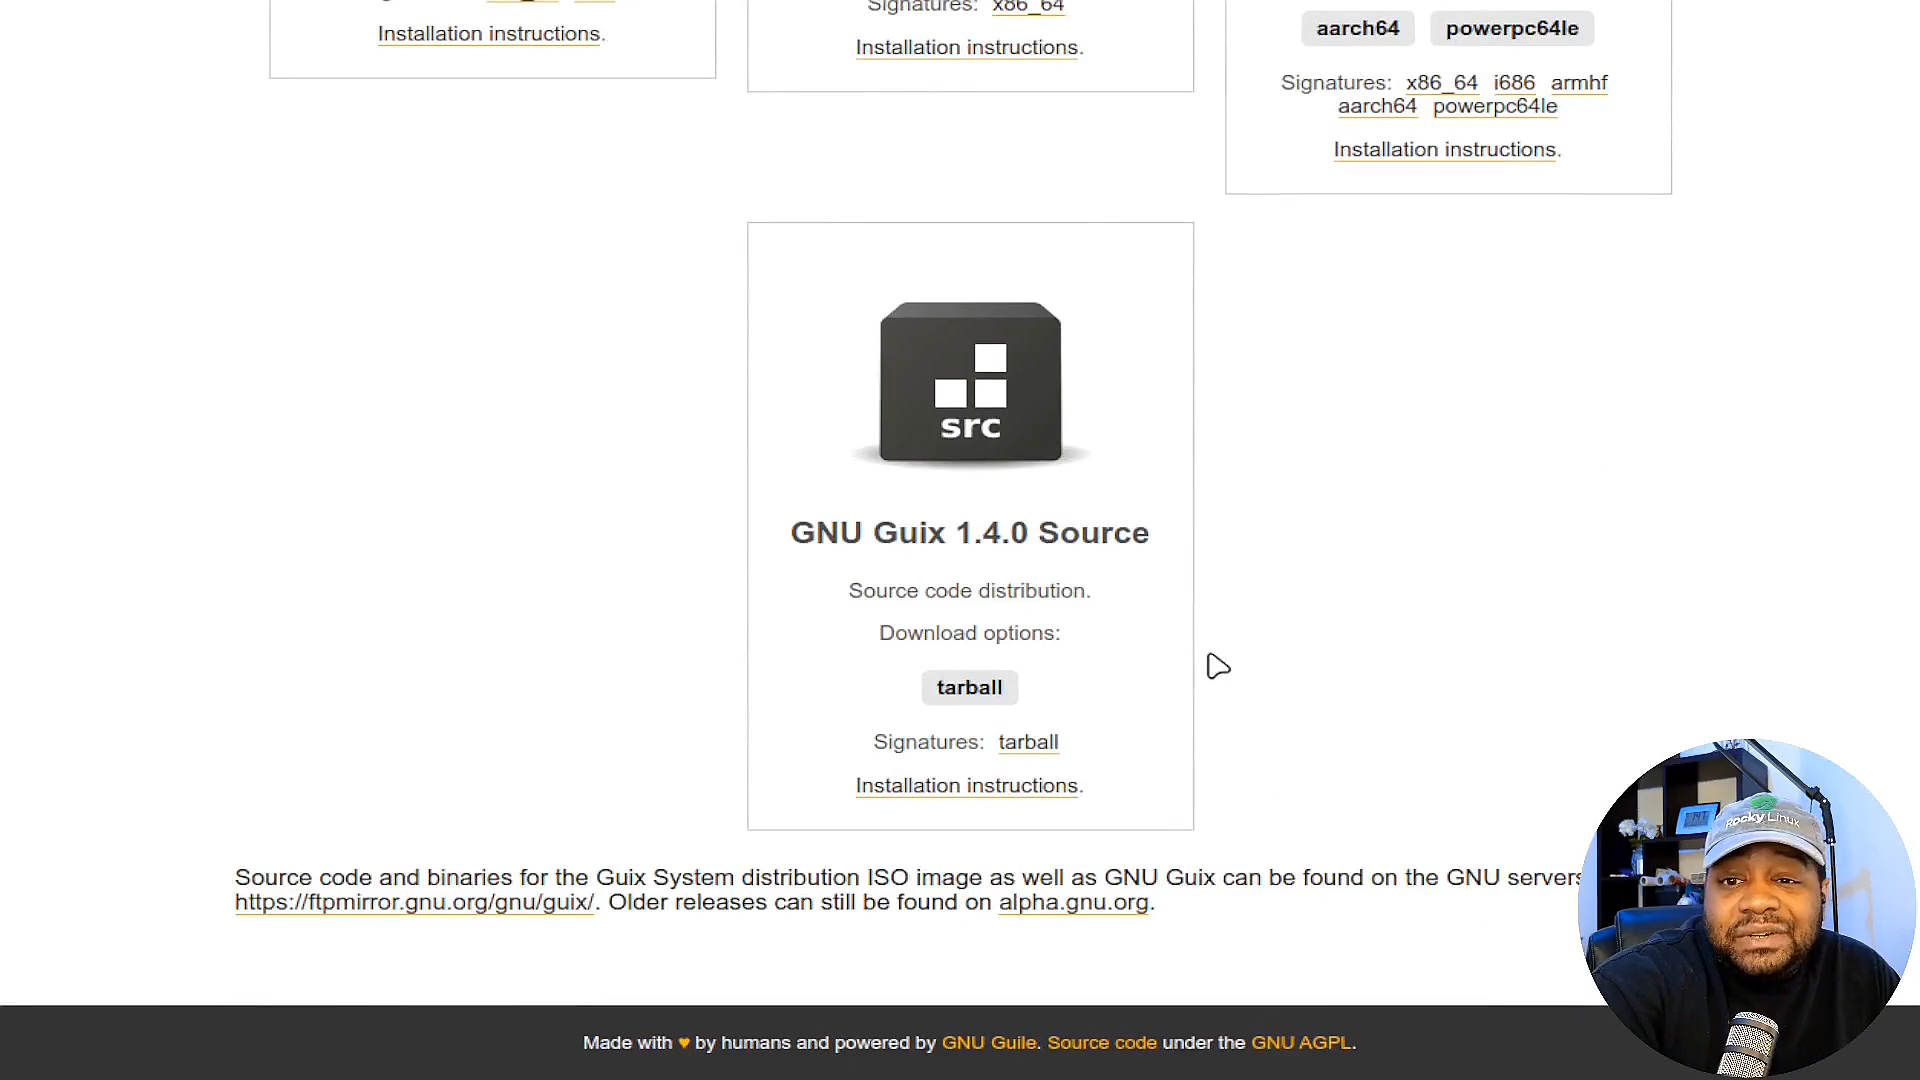 Installation instructions.
Signatures: x86_64
Installation instructions.
aarch64 powerpc64le
Signatures: x86_64 i686 armhf
aarch64 powerpc64le
Installation instructions.
src
GNU Guix 1.4.0 Source
Source code distribution.
Download options:
tarball
Signatures: tarball
Installation instructions.
Source code and binaries for the Guix System distribution ISO image as well as GNU Guix can be found on the GNU servers
https://ftpmirror.gnu.org/gnu/guix/. Older releases can still be found on alpha.gnu.org.
Rocky Linux
Made with ♥ by humans and powered by GNU Guile. Source code under the GNU AGPL.